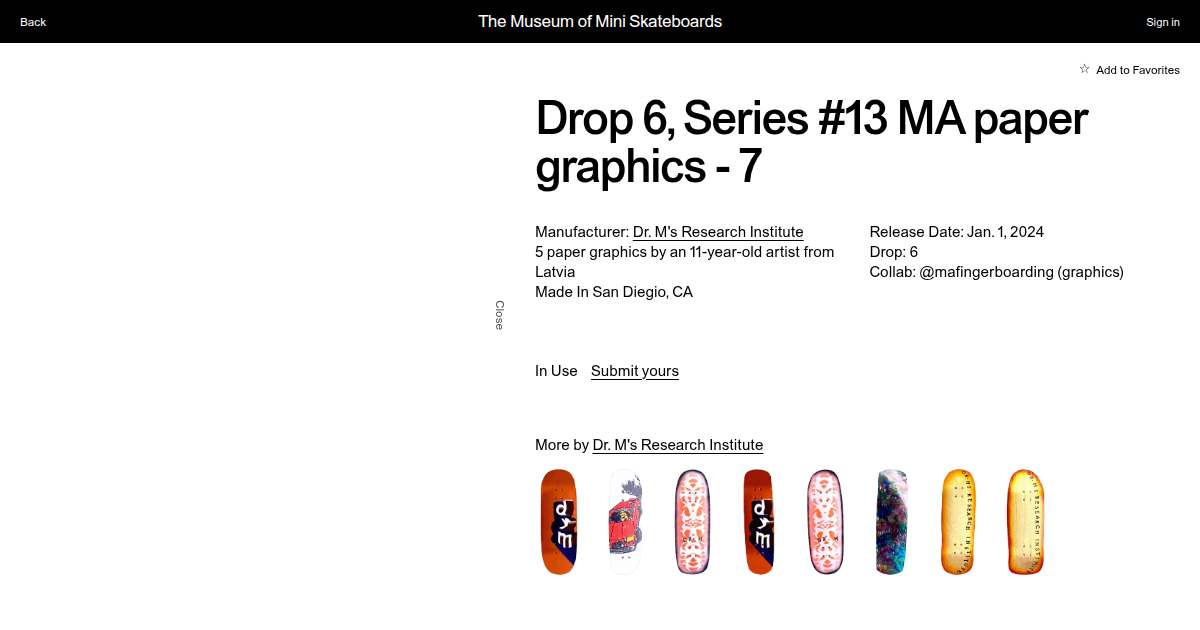 Back
The Museum of Mini Skateboards
Sign in
☆ Add to Favorites
Drop 6, Series #13 MA paper
graphics - 7
Manufacturer: Dr. M's Research Institute
5 paper graphics by an 11-year-old artist from
Latvia
Made In San Diegio, CA
Release Date: Jan. 1, 2024
Drop: 6
Collab: @mafingerboarding (graphics)
Close
In Use Submit yours
More by Dr. M's Research Institute